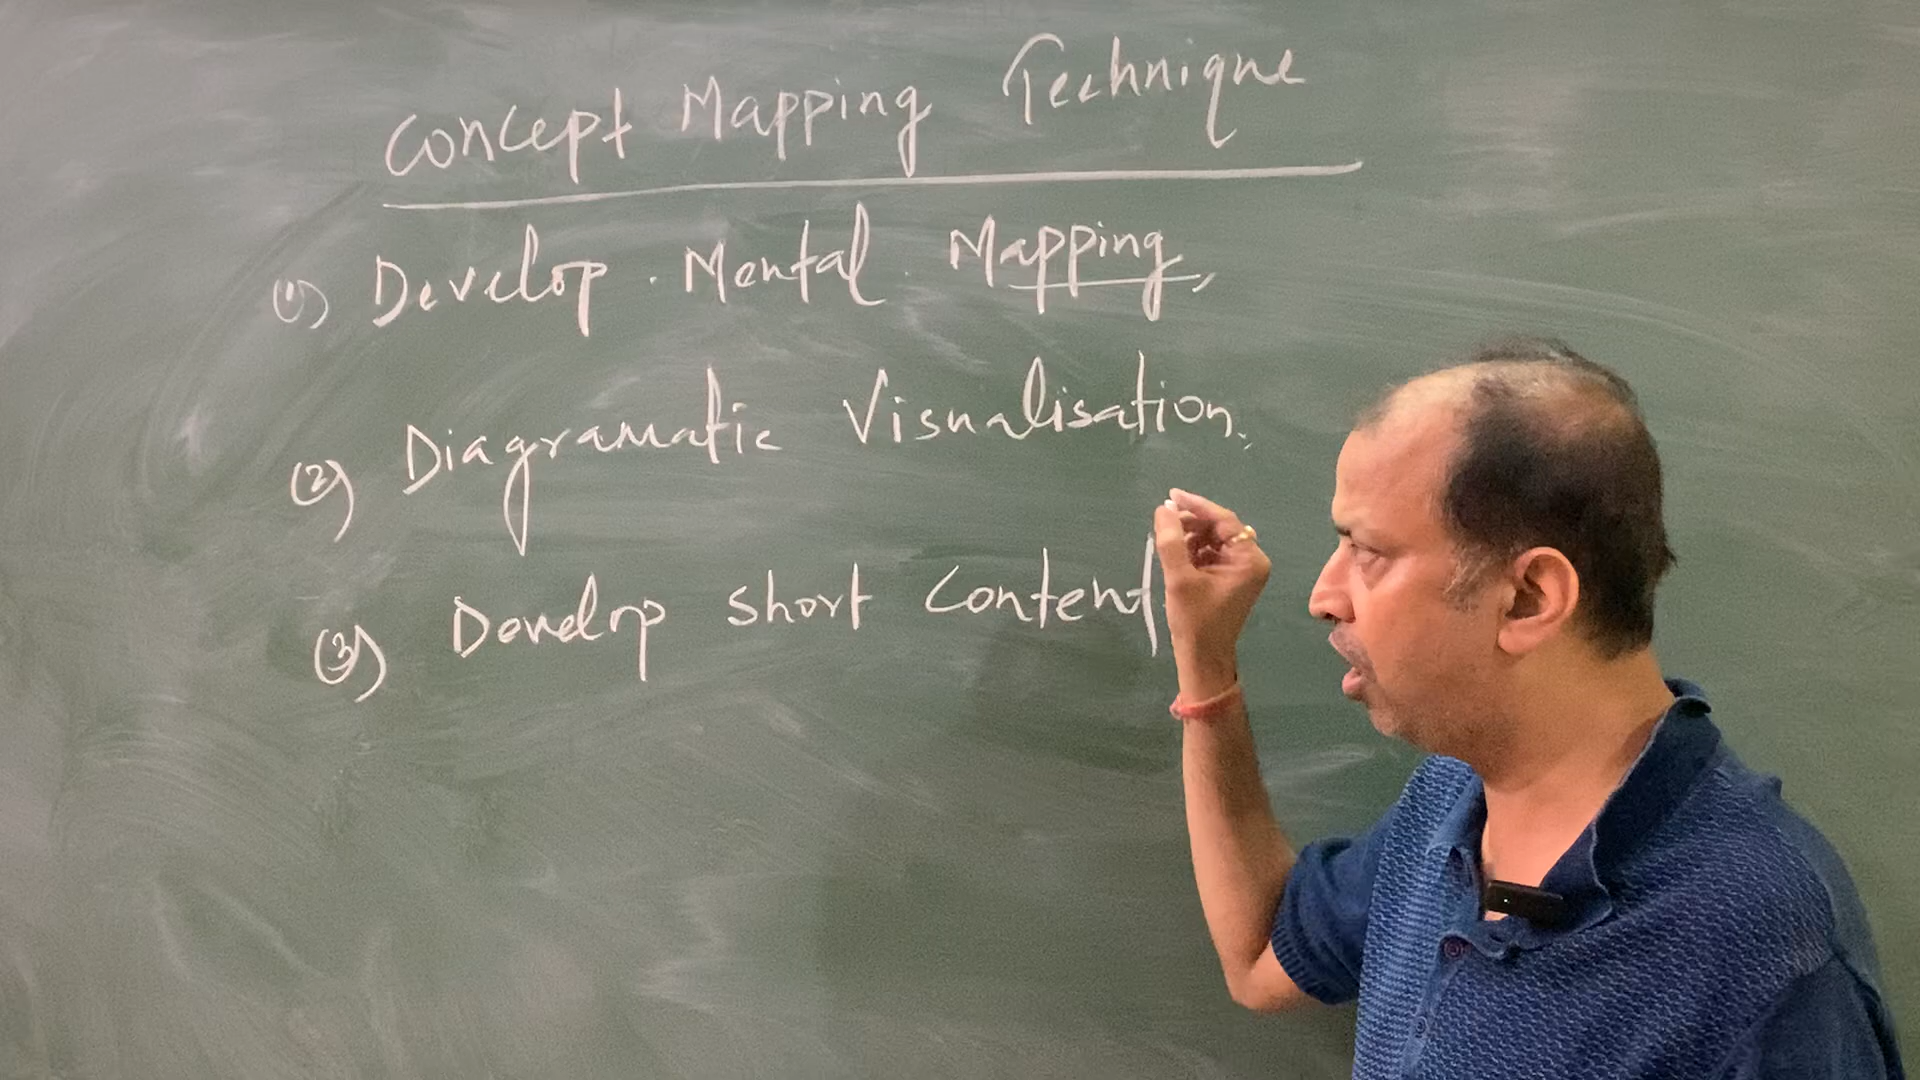 Concept Mapping Technique
(1) Develop Mental Mapping,
(2) Diagramatic Visualisation.
(3) Develop short Content